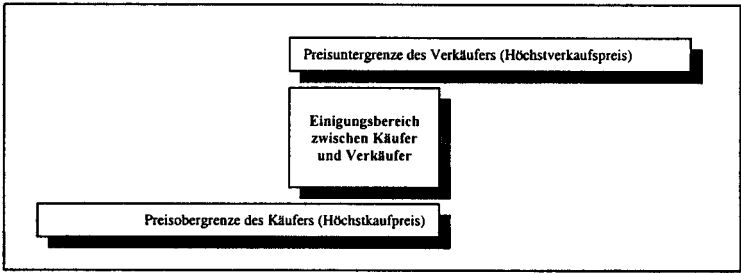 Preisuntergrenze des Verkäufers (Höchstverkaufspreis)
Einigungsbereich
zwischen Käufer
und Verkäufer
Preisobergrenze des Käufers (Höchstkaufpreis)